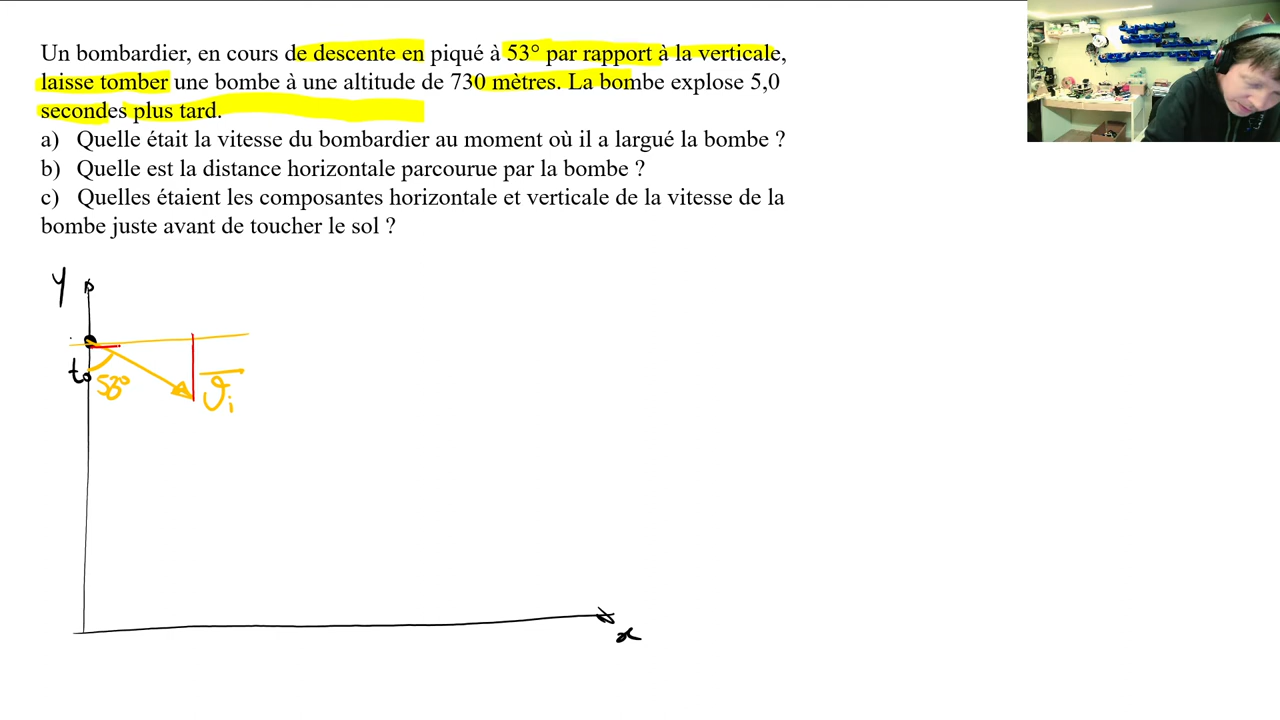 Un bombardier, en cours de descente en piqué à 53° par rapport à la verticale,
laisse tomber une bombe à une altitude de 730 mètres. La bombe explose 5,0
secondes plus tard.
a) Quelle était la vitesse du bombardier au moment où il a largué la bombe ?
b) Quelle est la distance horizontale parcourue par la bombe ?
c) Quelles étaient les composantes horizontale et verticale de la vitesse de la
bombe juste avant de toucher le sol ?
y
t₀
53°
v⃗ᵢ
x